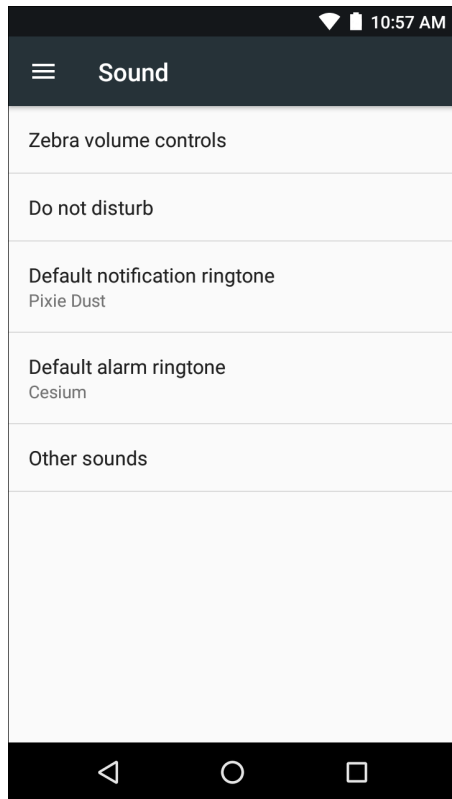 10:57 AM
Sound
Zebra volume controls
Do not disturb
Default notification ringtone
Pixie Dust
Default alarm ringtone
Cesium
Other sounds